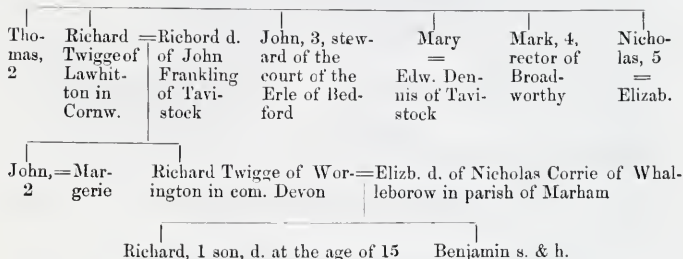 Tho-
mas,
2
Richard
Twigge of
Lawhit-
ton in
Cornw.
=Richord d.
of John
Frankling
of Tavi-
stock
John, 3, stew-
ard of the
court of the
Erle of Bed-
ford
Mary
=
Edw. Den-
nis of Tavi-
stock
Mark, 4,
rector of
Broad-
worthy
Nicho-
las, 5
=
Elizab.
John,=Mar-
2 gerie
Richard Twigge of Wor-=Elizb. d. of Nicholas Corrie of Whal-
ington in com. Devon leborow in parish of Marham
Richard, 1 son, d. at the age of 15 Benjamin s. & h.